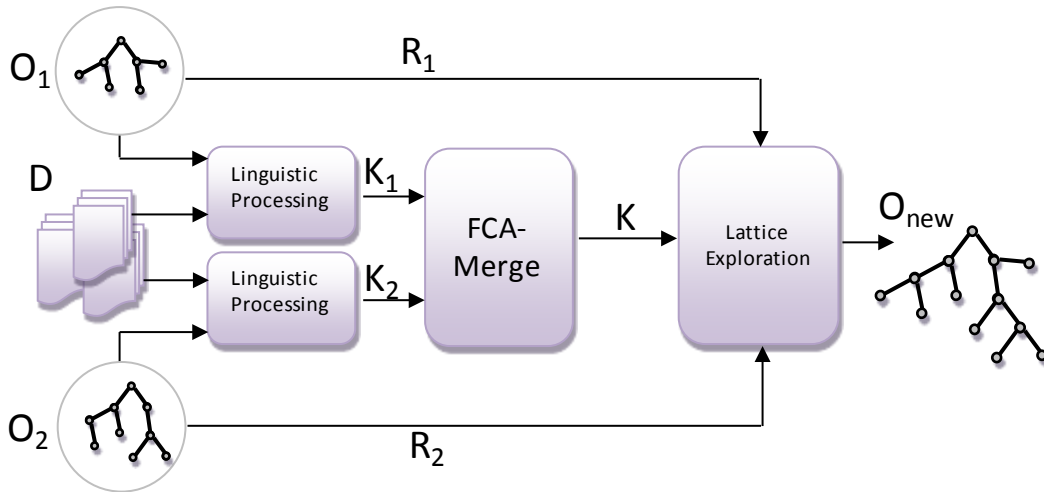 O1
R1
D
Linguistic
Processing
K1
FCA-
Merge
K
Lattice
Exploration
Onew
Linguistic
Processing
K2
O2
R2